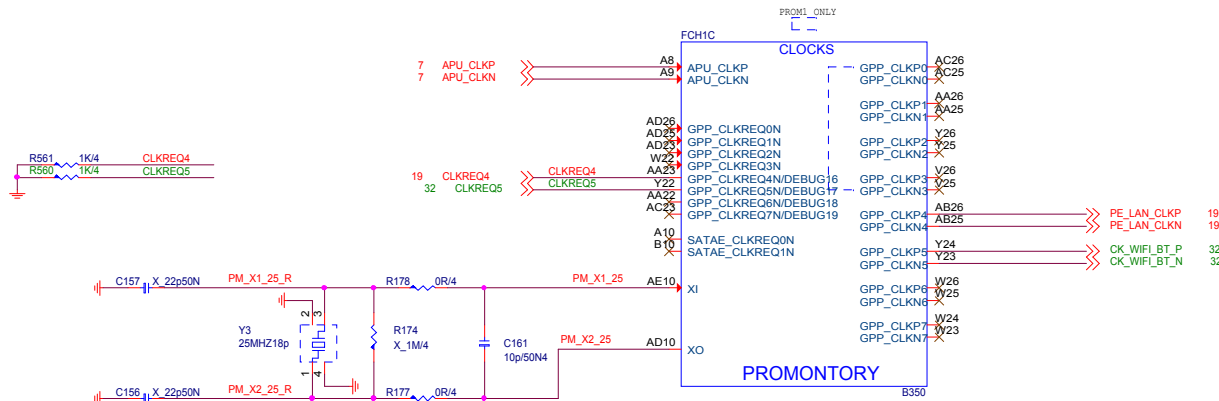 PROM1_ONLY
FCH1C
CLOCKS
7 APU_CLKP A8 APU_CLKP GPP_CLKP0 AC26
7 APU_CLKN A9 APU_CLKN GPP_CLKN0 AC25
GPP_CLKP1 AA26
GPP_CLKN1 AA25
AD26 GPP_CLKREQ0N
AD25 GPP_CLKREQ1N GPP_CLKP2 Y26
AD23 GPP_CLKREQ2N GPP_CLKN2 Y25
W22 GPP_CLKREQ3N
R561 1K/4 CLKREQ4
R560 1K/4 CLKREQ5
19 CLKREQ4 CLKREQ4 AA23 GPP_CLKREQ4N/DEBUG16 GPP_CLKP3 V26
32 CLKREQ5 CLKREQ5 Y22 GPP_CLKREQ5N/DEBUG17 GPP_CLKN3 V25
AA22 GPP_CLKREQ6N/DEBUG18
AC23 GPP_CLKREQ7N/DEBUG19 GPP_CLKP4 AB26 PE_LAN_CLKP 19
GPP_CLKN4 AB25 PE_LAN_CLKN 19
A10 SATAE_CLKREQ0N
B10 SATAE_CLKREQ1N GPP_CLKP5 Y24 CK_WIFI_BT_P 32
GPP_CLKN5 Y23 CK_WIFI_BT_N 32
C157 X_22p50N PM_X1_25_R R178 0R/4 PM_X1_25 AE10 XI GPP_CLKP6 W26
GPP_CLKN6 W25
2 3
GPP_CLKP7 W24
GPP_CLKN7 W23
Y3
25MHZ18p
R174
X_1M/4
C161
10p/50N4
PM_X2_25 AD10 XO
1 4
C156 X_22p50N PM_X2_25_R R177 0R/4
PROMONTORY
B350